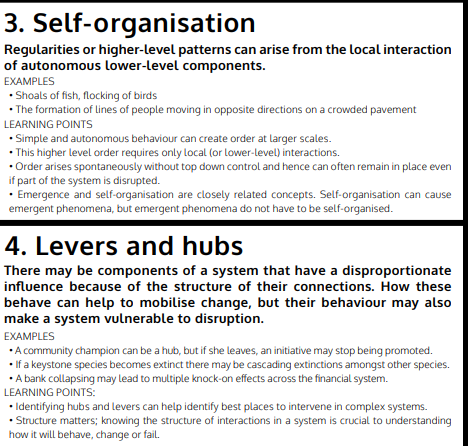 3. Self-organisation
Regularities or higher-level patterns can arise from the local interaction
of autonomous lower-level components.
EXAMPLES
• Shoals of fish, flocking of birds
• The formation of lines of people moving in opposite directions on a crowded pavement
LEARNING POINTS
• Simple and autonomous behaviour can create order at larger scales.
• This higher level order requires only local (or lower-level) interactions.
• Order arises spontaneously without top down control and hence can often remain in place even
if part of the system is disrupted.
• Emergence and self-organisation are closely related concepts. Self-organisation can cause
emergent phenomena, but emergent phenomena do not have to be self-organised.
4. Levers and hubs
There may be components of a system that have a disproportionate
influence because of the structure of their connections. How these
behave can help to mobilise change, but their behaviour may also
make a system vulnerable to disruption.
EXAMPLES
• A community champion can be a hub, but if she leaves, an initiative may stop being promoted.
• If a keystone species becomes extinct there may be cascading extinctions amongst other species.
• A bank collapsing may lead to multiple knock-on effects across the financial system.
LEARNING POINTS:
• Identifying hubs and levers can help identify best places to intervene in complex systems.
• Structure matters; knowing the structure of interactions in a system is crucial to understanding
how it will behave, change or fail.